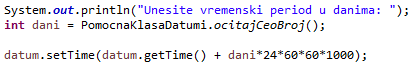 System.out.println("Unesite vremenski period u danima: ");
int dani = PomocnaKlasaDatumi.ocitajCeoBroj();
datum.setTime(datum.getTime() + dani*24*60*60*1000);